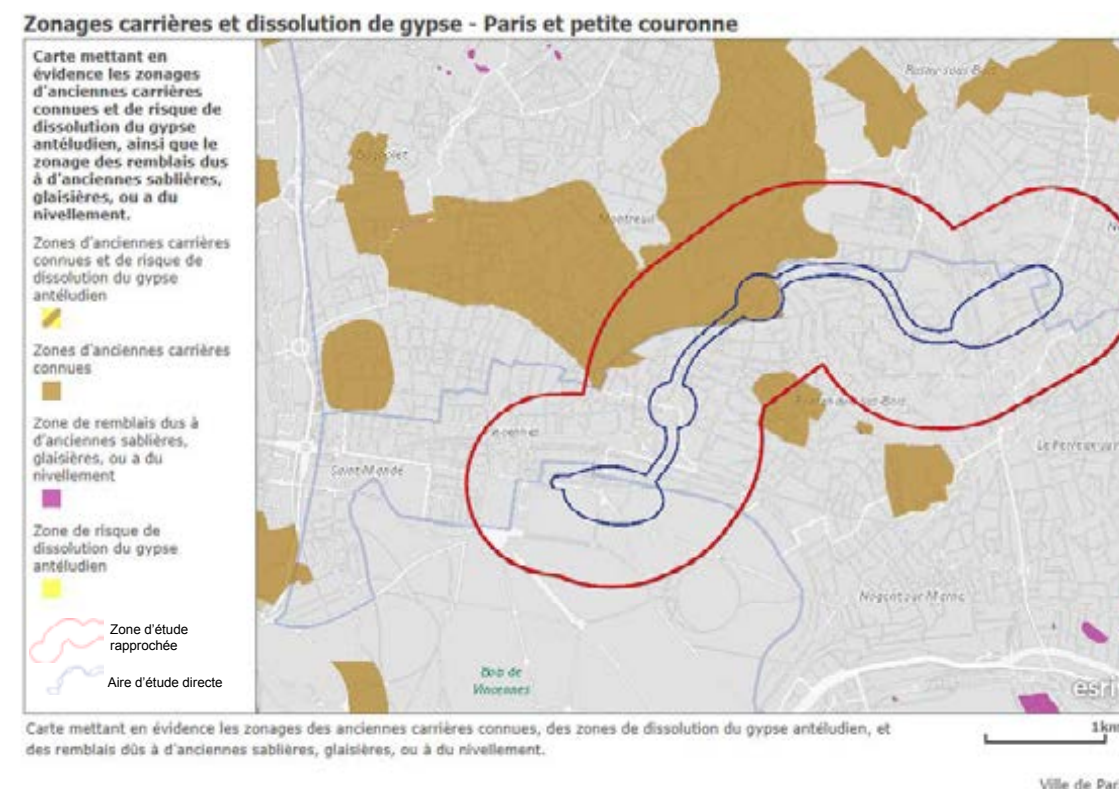 Zonages carrières et dissolution de gypse - Paris et petite couronne
Carte mettant en
évidence les zonages
d'anciennes carrières
connues et de risque de
dissolution du gypse
antéludien, ainsi que le
zonage des remblais dus
à d'anciennes sablières,
glaisières, ou a du
nivellement.
Zones d'anciennes carrières
connues et de risque de
dissolution du gypse
antéludien
Zones d'anciennes carrières
connues
Zone de remblais dus à
d'anciennes sablières,
glaisières, ou a du
nivellement
Zone de risque de
dissolution du gypse
antéludien
Zone d'étude
rapprochée
Aire d'étude directe
Rosny-sous-Bois
Bagnolet
Montreuil
Vincennes
Saint-Mandé
Nogent sur Marne
Bois de
Vincennes
esri
Carte mettant en évidence les zonages des anciennes carrières connues, des zones de dissolution du gypse antéludien, et
des remblais dûs à d'anciennes sablières, glaisières, ou à du nivellement.
1km
Ville de Par